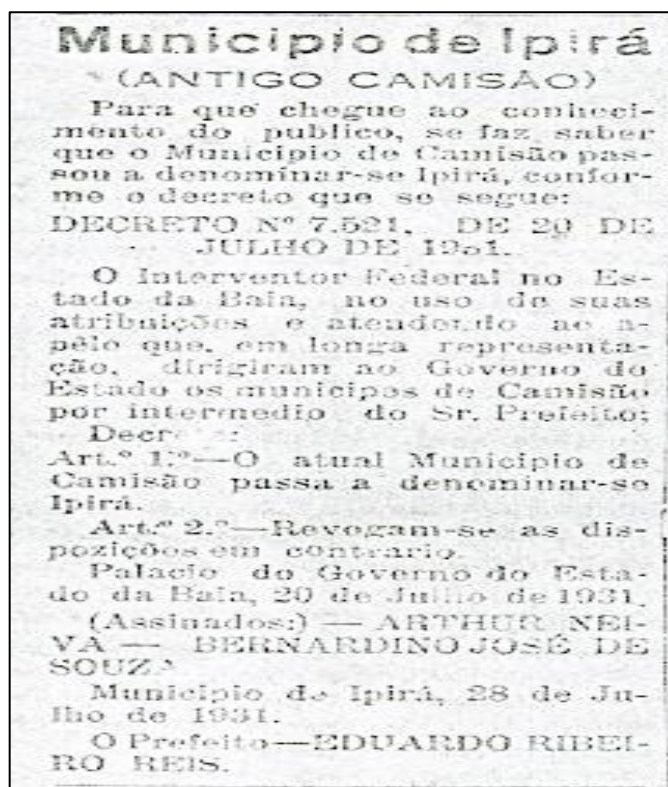 Municipio de Ipirá
(ANTIGO CAMISÃO)
Para que chegue ao conheci-
mento do publico, se faz saber
que o Municipio de Camisão pas-
sou a denominar-se Ipirá, confor-
me o decreto que se segue:
DECRETO Nº 7.521, DE 20 DE
JULHO DE 1931.
O Interventor Federal no Es-
tado da Baía, no uso de suas
atribuições e atendendo ao a-
pêlo que, em longa representa-
ção, dirigiram ao Governo do
Estado os municipes de Camisão
por intermedio do Sr. Prefeito;
Decreta:
Art.º 1.º—O atual Municipio de
Camisão passa a denominar-se
Ipirá.
Art.º 2.º—Revogam-se as dis-
pozições em contrario.
Palacio do Governo do Esta-
do da Baía, 20 de Julho de 1931.
(Assinados:) — ARTHUR NEI-
VA — BERNARDINO JOSÉ DE
SOUZA
Municipio de Ipirá, 28 de Ju-
lho de 1931.
O Prefeito—EDUARDO RIBEI-
RO REIS.